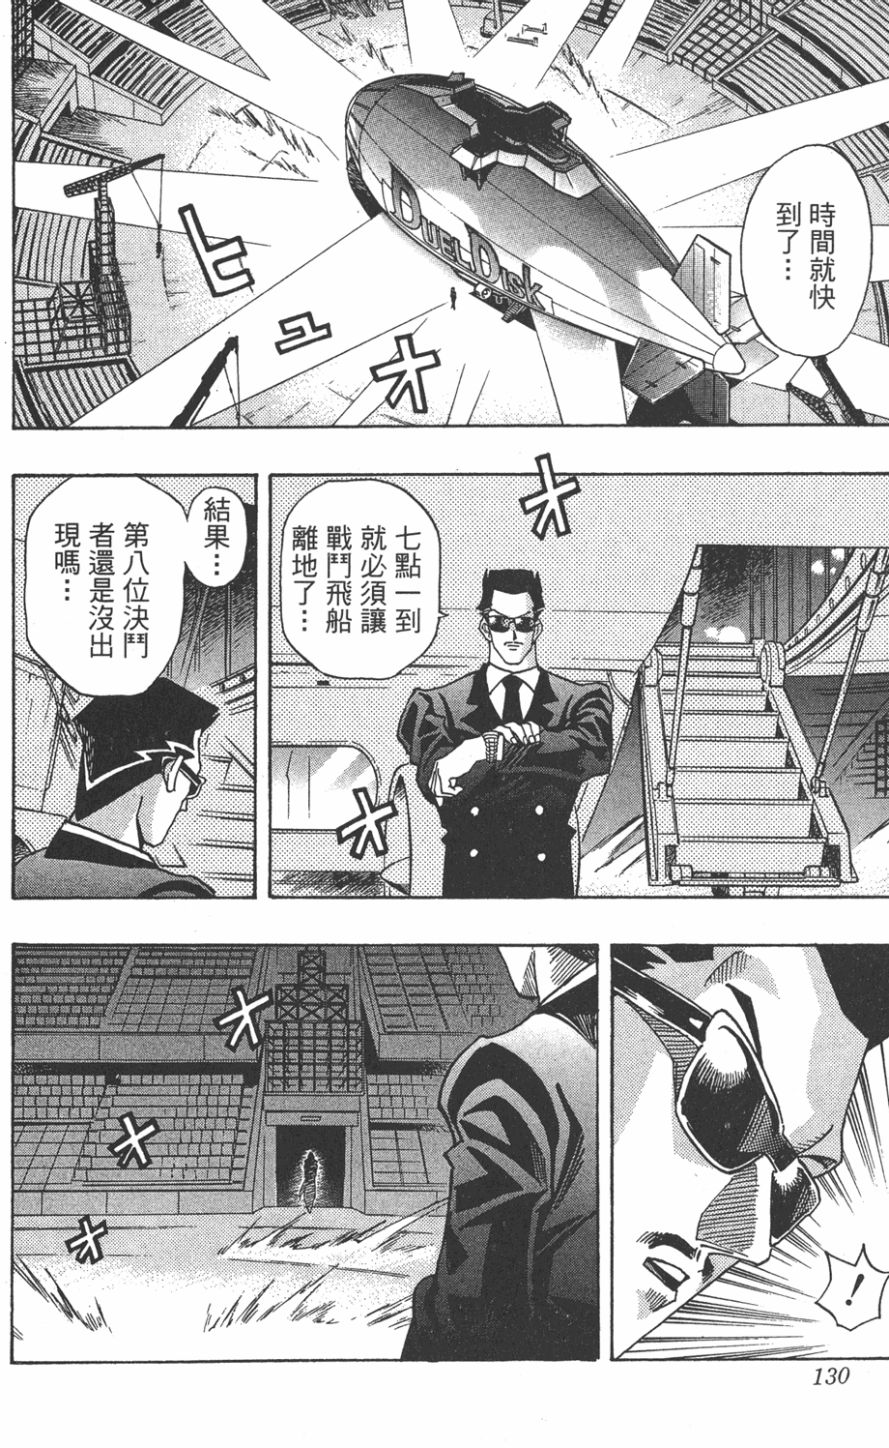 時間就快
到了…
DUEL DISK
ヒュオ
七點一到
就必須讓
戰鬥飛船
離地了…
オ
オ
結果…
第八位決鬥
者還是沒出
現嗎…
！
オ
オ
オ
130